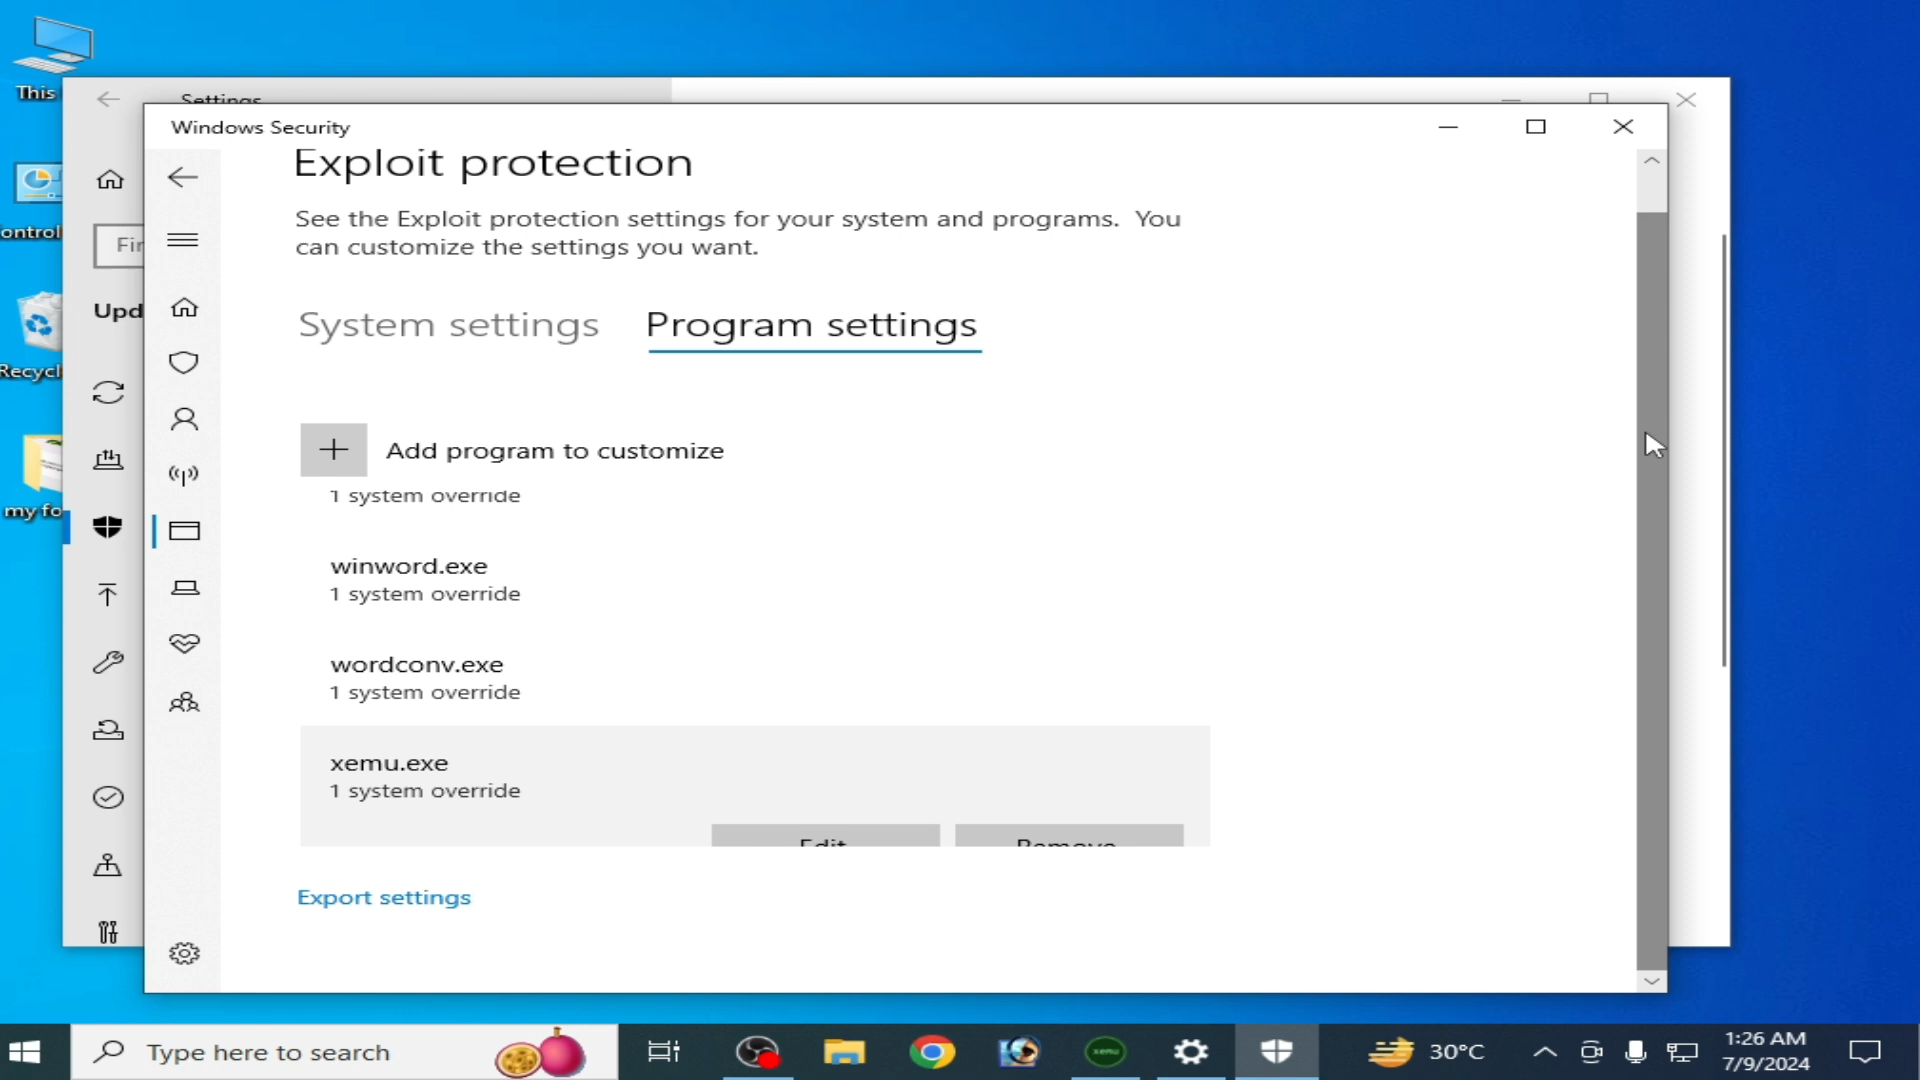 This
Settings
Windows Security
Exploit protection
See the Exploit protection settings for your system and programs. You
can customize the settings you want.
ontrol
Fir
Upd
System settings
Program settings
Recycl
Add program to customize
1 system override
my fo
winword.exe
1 system override
wordconv.exe
1 system override
xemu.exe
1 system override
Edit
Remove
Export settings
Type here to search
xemu
30°C
1:26 AM
7/9/2024